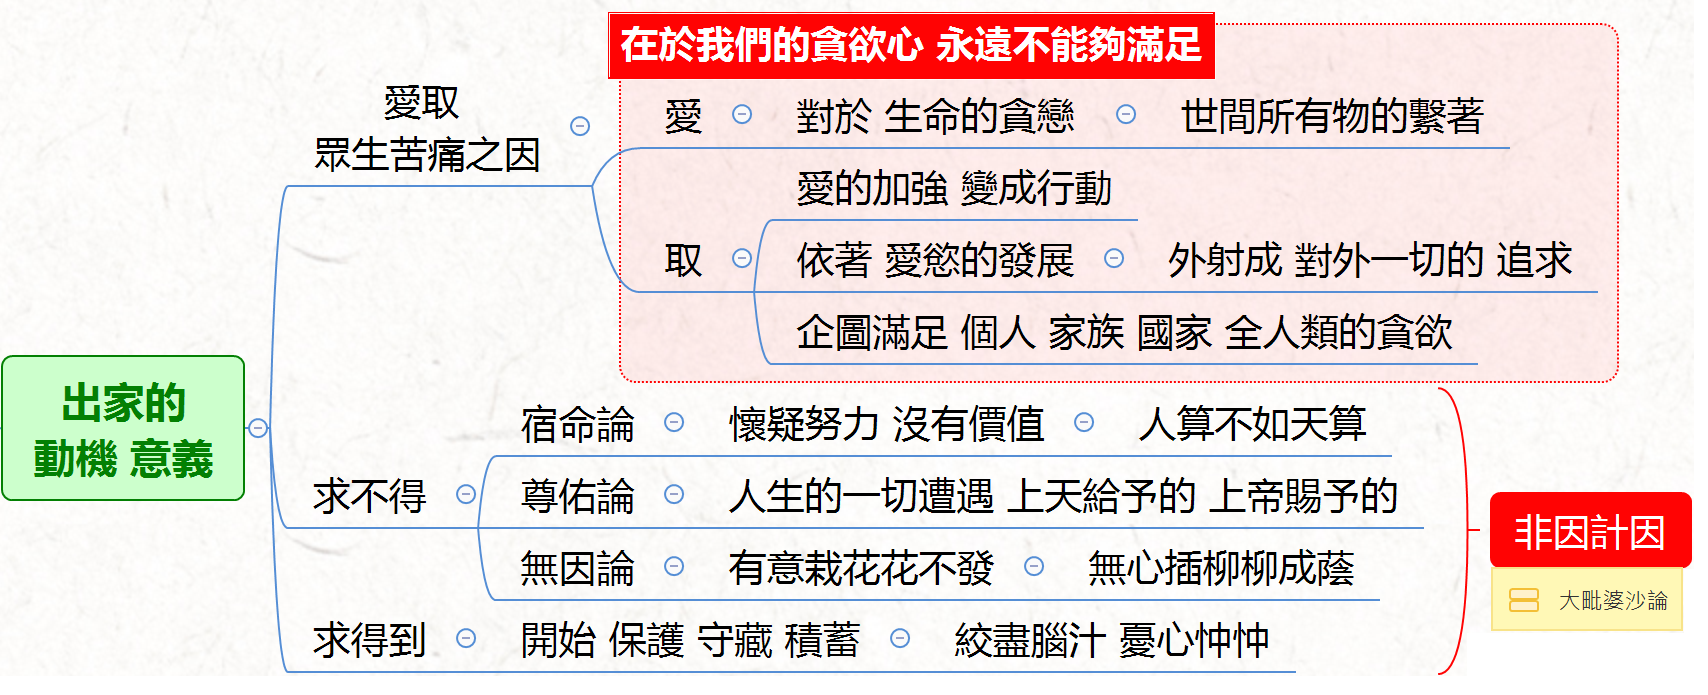 在於我們的貪欲心 永遠不能夠滿足
愛取
眾生苦痛之因
愛
對於 生命的貪戀
世間所有物的繫著
取
愛的加強 變成行動
依著 愛慾的發展
外射成 對外一切的 追求
企圖滿足 個人 家族 國家 全人類的貪欲
出家的
動機 意義
求不得
宿命論
懷疑努力 沒有價值
人算不如天算
尊佑論
人生的一切遭遇 上天給予的 上帝賜予的
無因論
有意栽花花不發
無心插柳柳成蔭
求得到
開始 保護 守藏 積蓄
絞盡腦汁 憂心忡忡
非因計因
大毗婆沙論